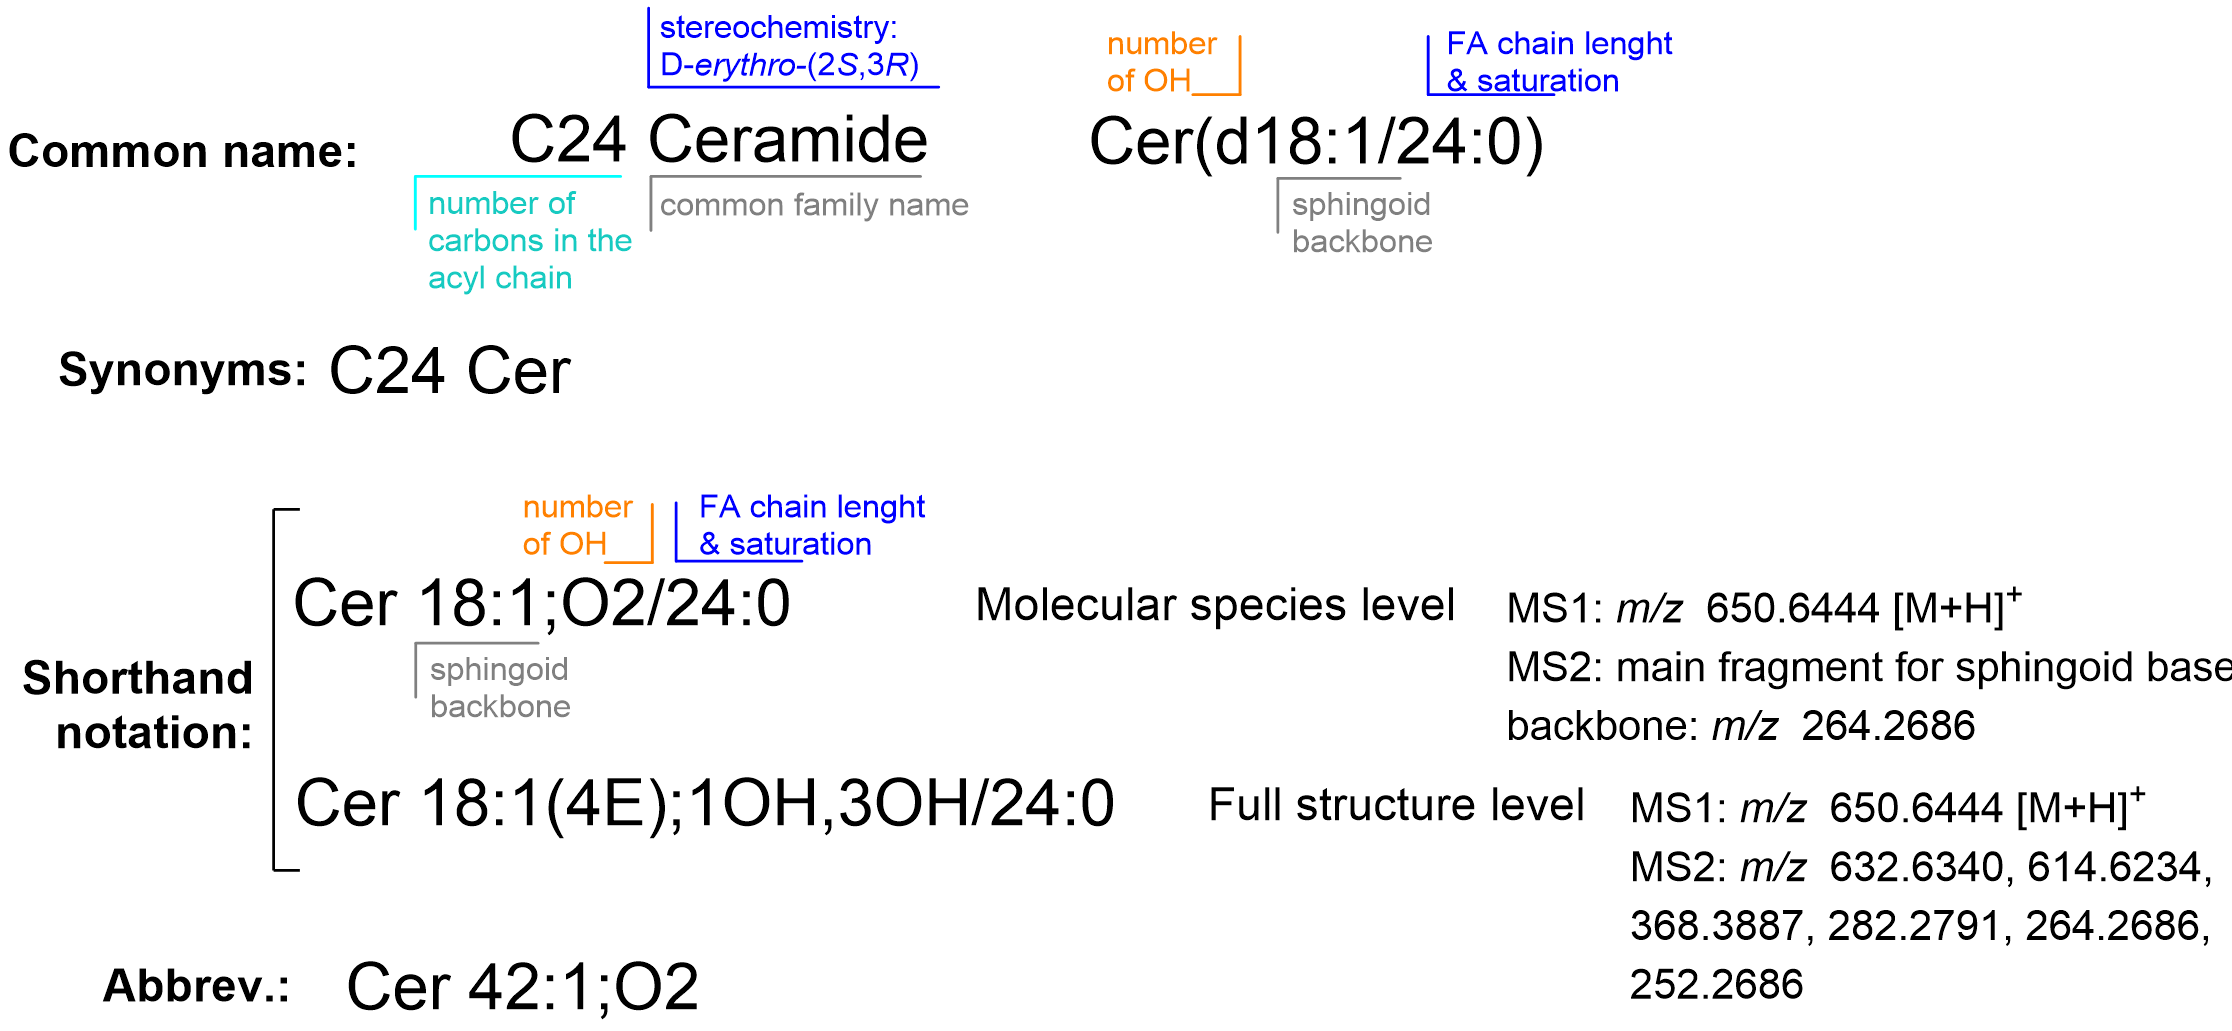 stereochemistry:
D-erythro-(2S,3R)
number
of OH
FA chain lenght
& saturation
Common name:
C24 Ceramide
Cer(d18:1/24:0)
number of
carbons in the
acyl chain
common family name
sphingoid
backbone
Synonyms: C24 Cer
number
of OH
FA chain lenght
& saturation
Shorthand
notation:
Cer 18:1;O2/24:0
sphingoid
backbone
Molecular species level
MS1: m/z 650.6444 [M+H]+
MS2: main fragment for sphingoid base
backbone: m/z 264.2686
Cer 18:1(4E);1OH,3OH/24:0
Full structure level
MS1: m/z 650.6444 [M+H]+
MS2: m/z 632.6340, 614.6234,
368.3887, 282.2791, 264.2686,
252.2686
Abbrev.: Cer 42:1;O2